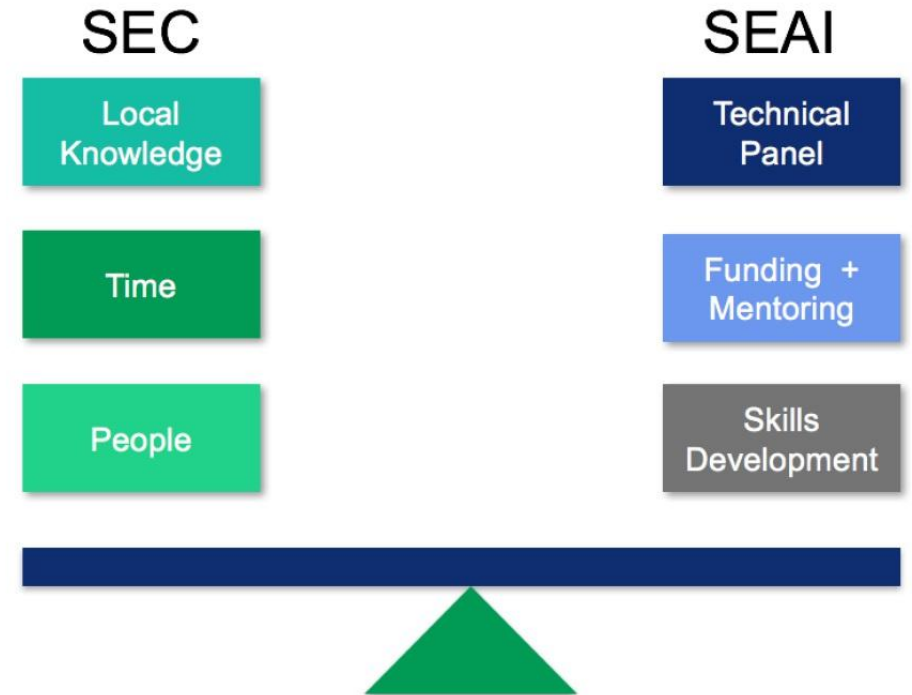 SEC
Local
Knowledge
Time
People
SEAI
Technical
Panel
Funding +
Mentoring
Skills
Development